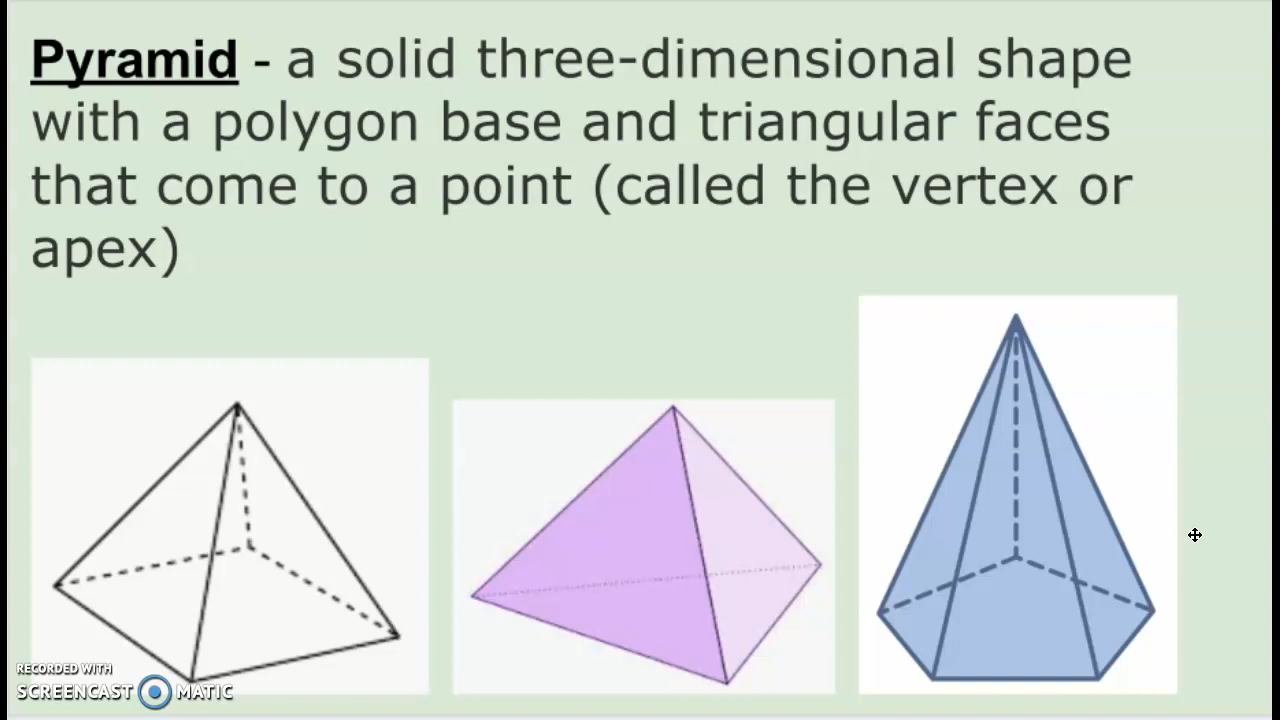 Pyramid - a solid three-dimensional shape
with a polygon base and triangular faces
that come to a point (called the vertex or
apex)
RECORDED WITH
SCREENCAST MATIC